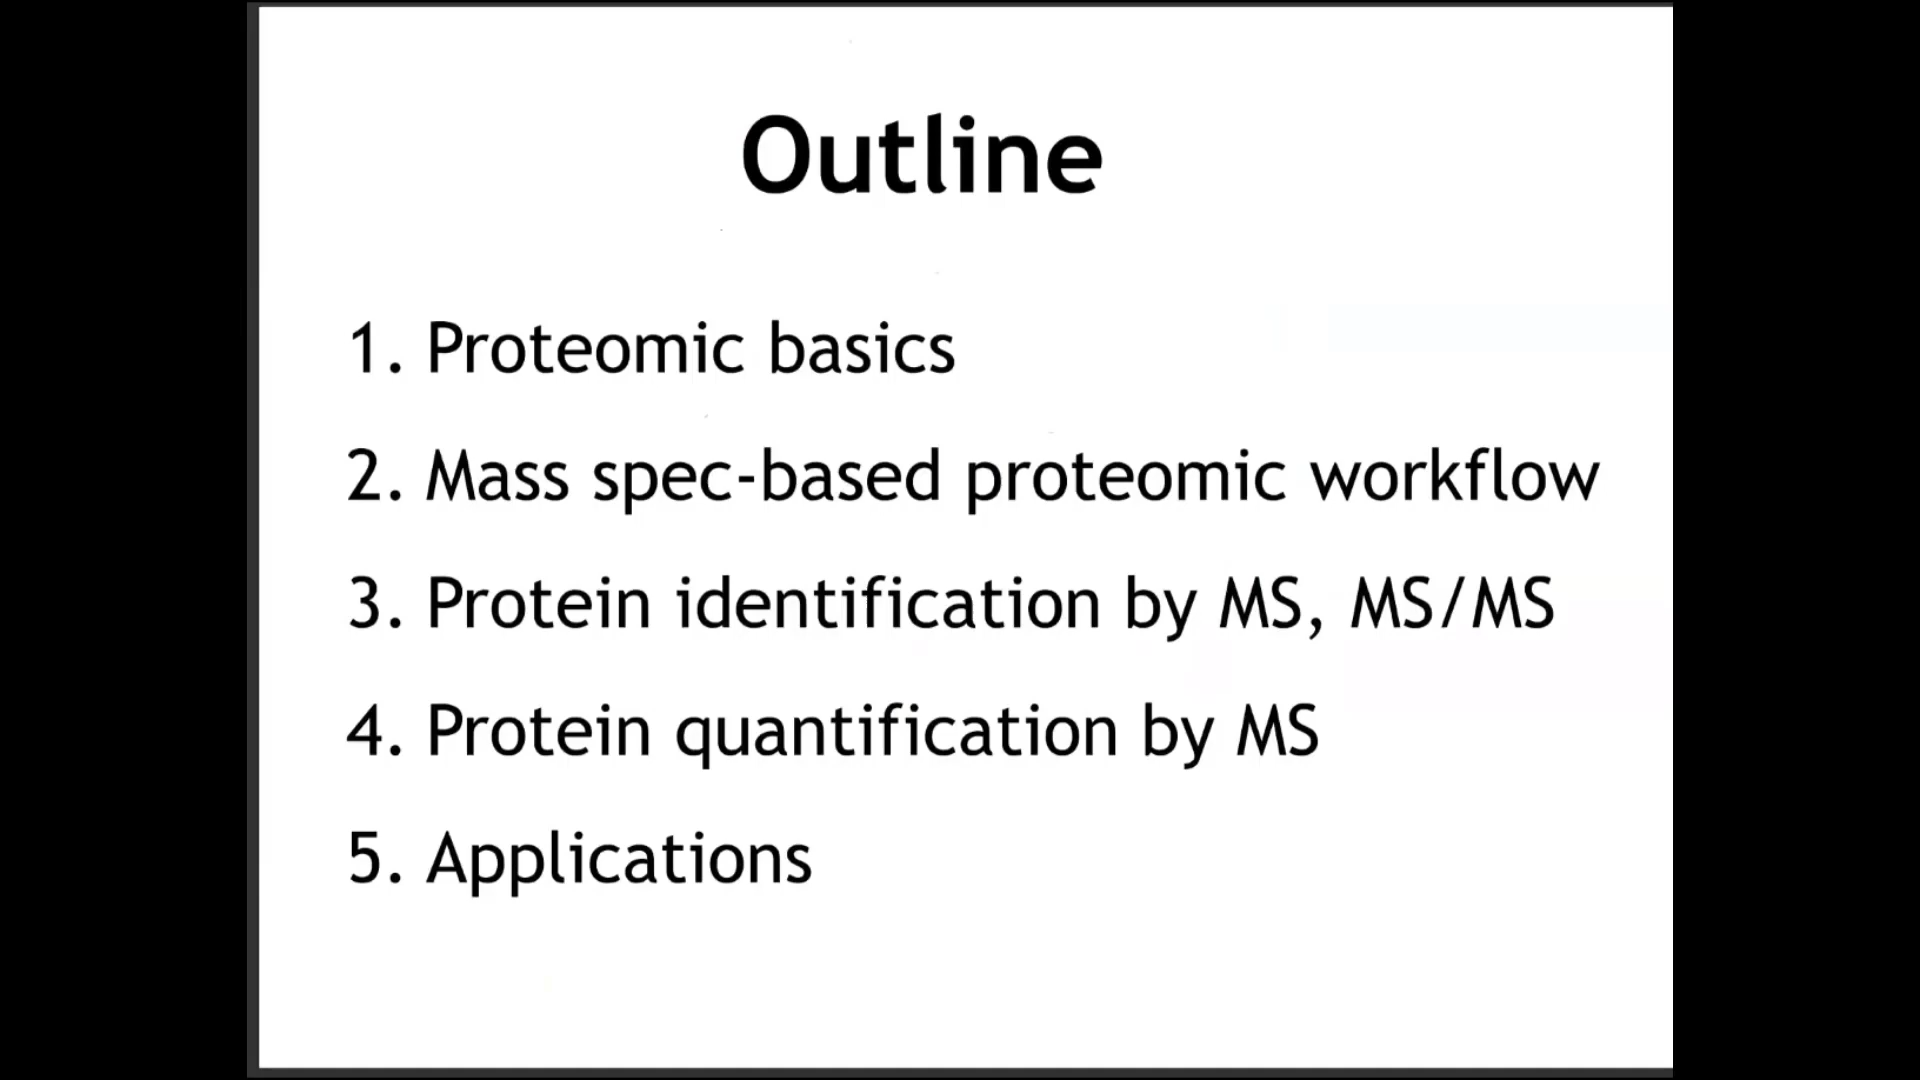 Outline
1. Proteomic basics
2. Mass spec-based proteomic workflow
3. Protein identification by MS, MS/MS
4. Protein quantification by MS
5. Applications